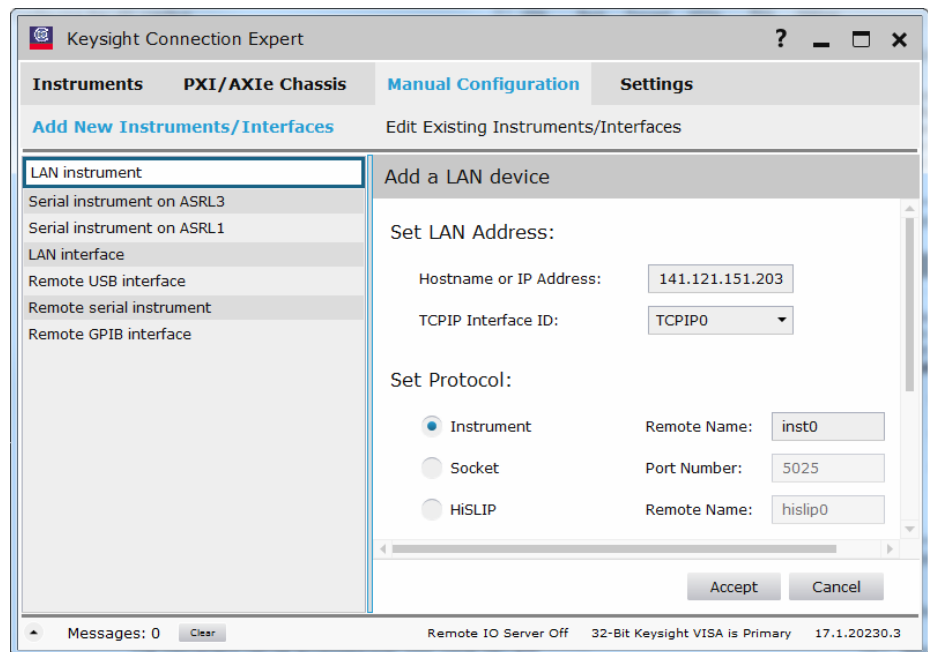 Keysight Connection Expert ?
Instruments PXI/AXIe Chassis Manual Configuration Settings
Add New Instruments/Interfaces Edit Existing Instruments/Interfaces
LAN instrument
Serial instrument on ASRL3
Serial instrument on ASRL1
LAN interface
Remote USB interface
Remote serial instrument
Remote GPIB interface
Add a LAN device
Set LAN Address:
Hostname or IP Address: 141.121.151.203
TCPIP Interface ID: TCPIP0
Set Protocol:
Instrument Remote Name: inst0
Socket Port Number: 5025
HiSLIP Remote Name: hislip0
Accept Cancel
Messages: 0 Clear Remote IO Server Off 32-Bit Keysight VISA is Primary 17.1.20230.3